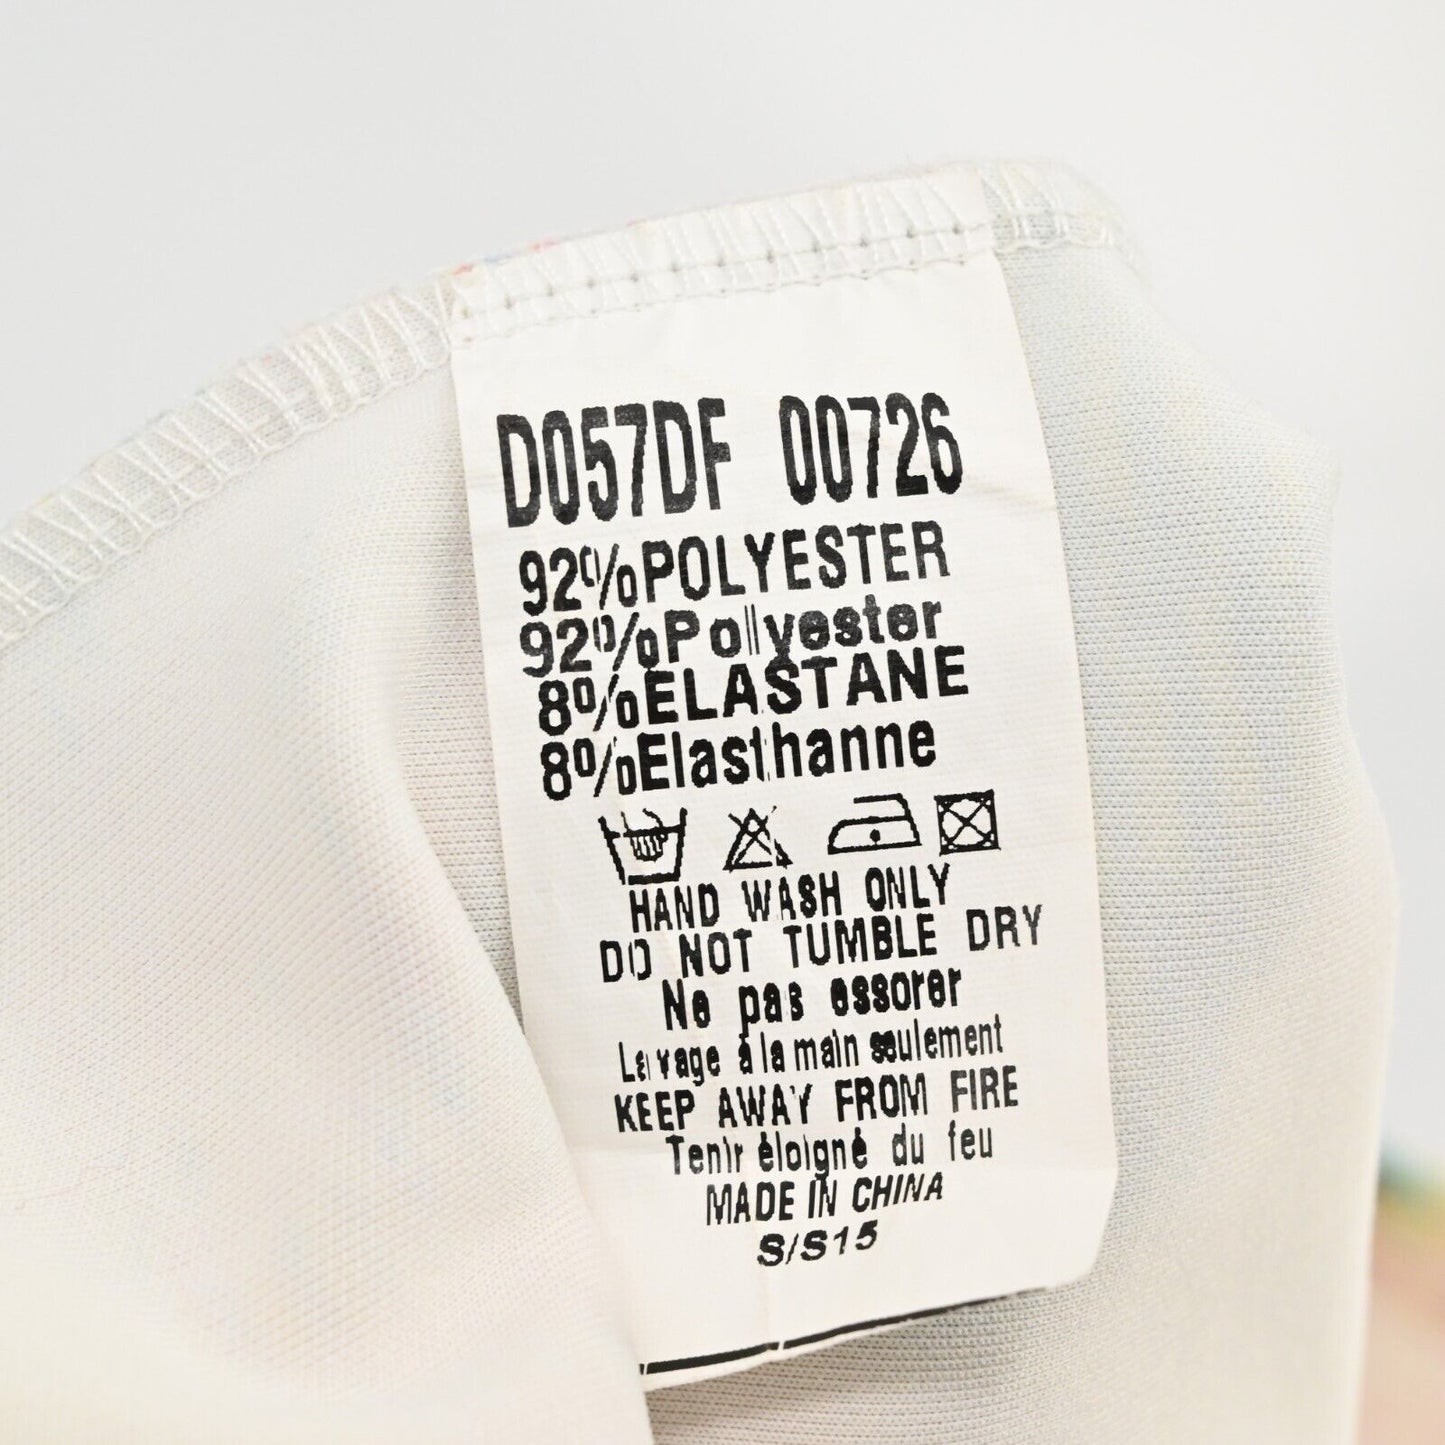 D057DF 00726
92%POLYESTER
92%Polyester
8%ELASTANE
8%Elasthanne
HAND WASH ONLY
DO NOT TUMBLE DRY
Ne pas essorer
Lavage à la main seulement
KEEP AWAY FROM FIRE
Tenir éloigné du feu
MADE IN CHINA
S/S15